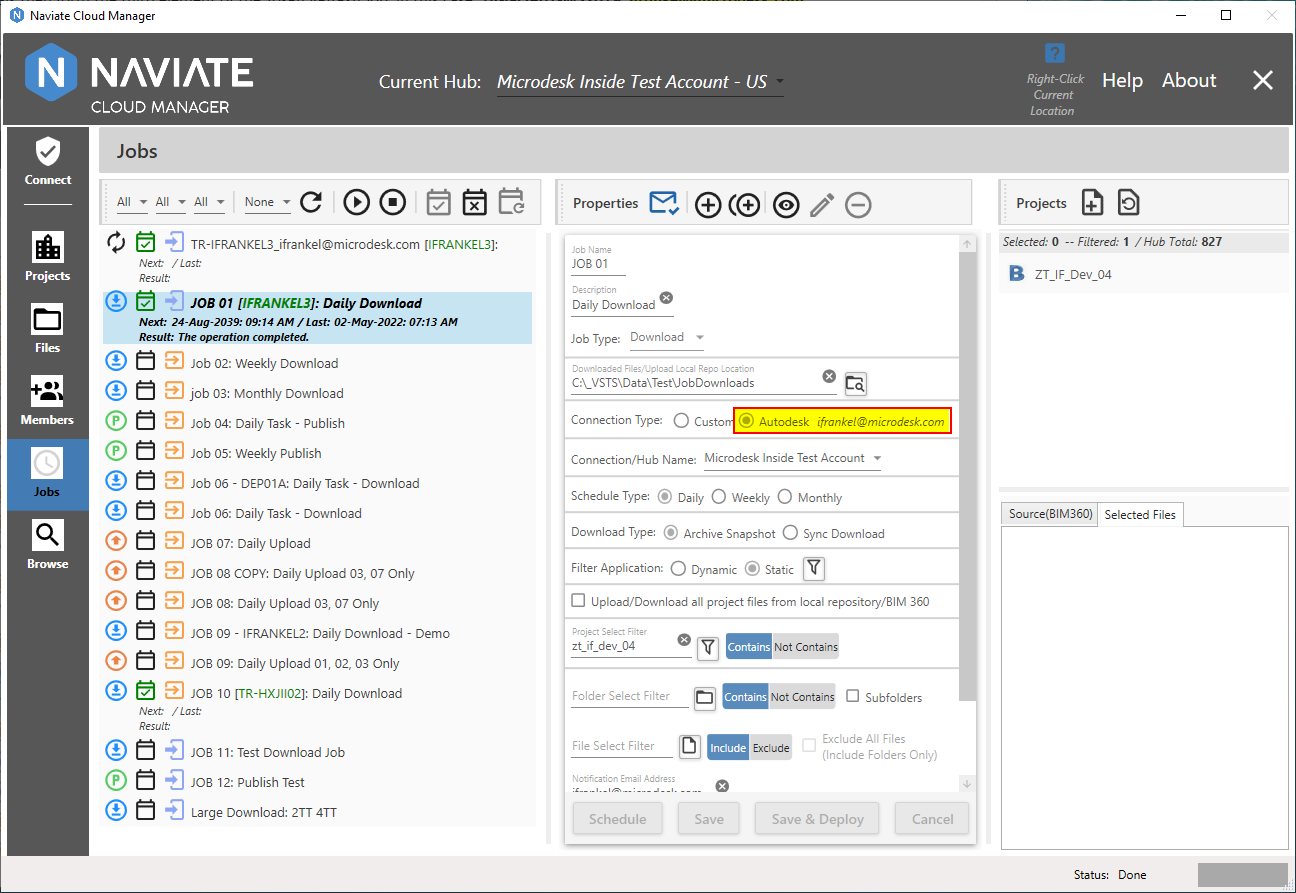 Naviate Cloud Manager
NAVIATE
CLOUD MANAGER
Current Hub: Microdesk Inside Test Account - US
?
Right-Click
Current
Location
Help
About
Connect
Projects
Files
Members
Jobs
Browse
Jobs
All All All None
TR-IFRANKEL3_ifrankel@microdesk.com [IFRANKEL3]:
Next: / Last:
Result:
JOB 01 [IFRANKEL3]: Daily Download
Next: 24-Aug-2039: 09:14 AM / Last: 02-May-2022: 07:13 AM
Result: The operation completed.
Job 02: Weekly Download
job 03: Monthly Download
P Job 04: Daily Task - Publish
P Job 05: Weekly Publish
Job 06 - DEP01A: Daily Task - Download
Job 06: Daily Task - Download
JOB 07: Daily Upload
JOB 08 COPY: Daily Upload 03, 07 Only
JOB 08: Daily Upload 03, 07 Only
JOB 09 - IFRANKEL2: Daily Download - Demo
JOB 09: Daily Upload 01, 02, 03 Only
JOB 10 [TR-HXJII02]: Daily Download
Next: / Last:
Result:
JOB 11: Test Download Job
P JOB 12: Publish Test
Large Download: 2TT 4TT
Properties
Job Name
JOB 01
Description
Daily Download
Job Type: Download
Downloaded Files/Upload Local Repo Location
C:\_VSTS\Data\Test\JobDownloads
Connection Type: Custom Autodesk ifrankel@microdesk.com
Connection/Hub Name: Microdesk Inside Test Account
Schedule Type: Daily Weekly Monthly
Download Type: Archive Snapshot Sync Download
Filter Application: Dynamic Static
Upload/Download all project files from local repository/BIM 360
Project Select Filter
zt_if_dev_04 Contains Not Contains
Folder Select Filter Contains Not Contains Subfolders
File Select Filter Include Exclude Exclude All Files
(Include Folders Only)
Notification Email Address
ifrankel@microdesk.com
Schedule Save Save & Deploy Cancel
Projects
Selected: 0 -- Filtered: 1 / Hub Total: 827
B ZT_IF_Dev_04
Source(BIM360) Selected Files
Status: Done